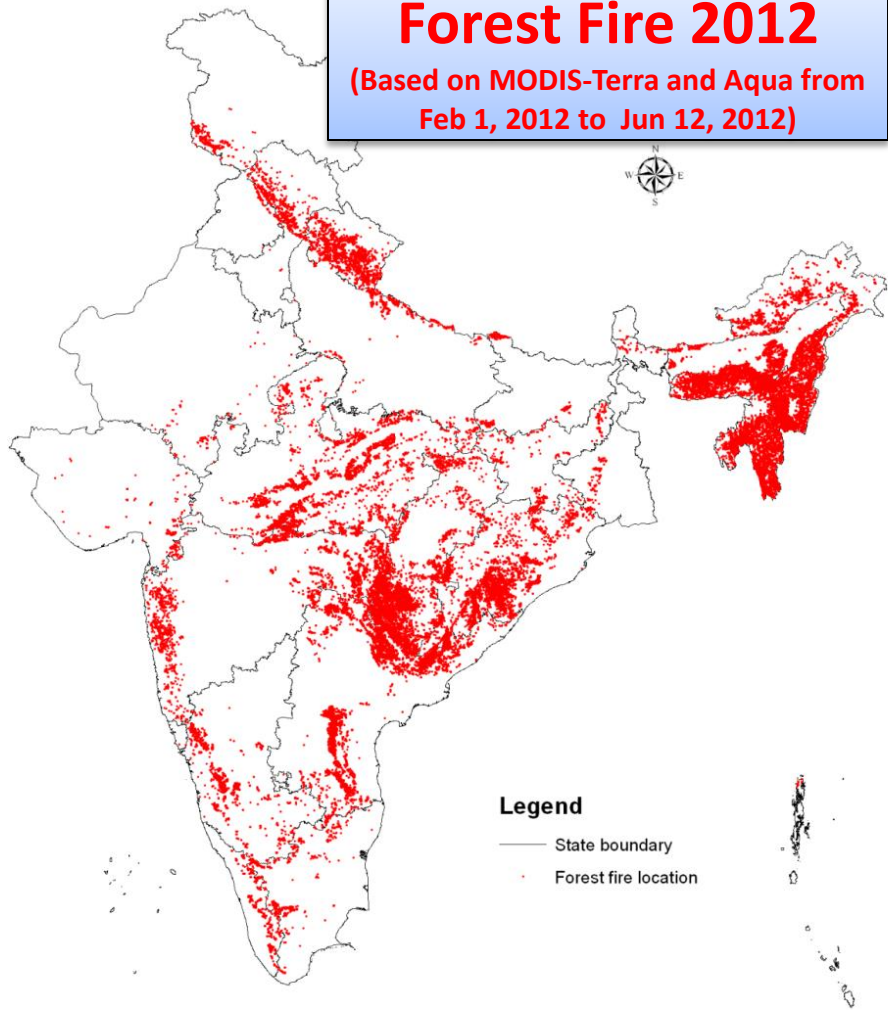 Forest Fire 2012
(Based on MODIS-Terra and Aqua from
Feb 1, 2012 to Jun 12, 2012)
N
W E
S
Legend
State boundary
Forest fire location